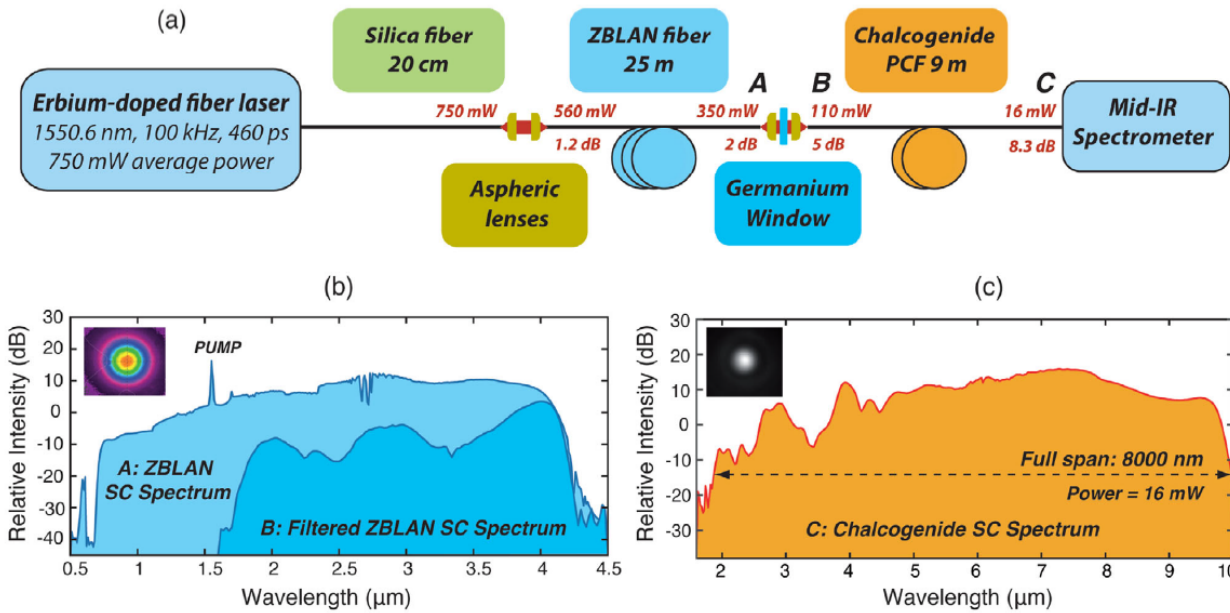 (a)
Silica fiber
20 cm
ZBLAN fiber
25 m
Chalcogenide
PCF 9 m
Erbium-doped fiber laser
1550.6 nm, 100 kHz, 460 ps
750 mW average power
750 mW
560 mW
1.2 dB
350 mW
2 dB
A
B
110 mW
5 dB
C
16 mW
8.3 dB
Mid-IR
Spectrometer
Aspheric
lenses
Germanium
Window
(b)
Relative Intensity (dB)
30
20
10
0
-10
-20
-30
-40
PUMP
A: ZBLAN
SC Spectrum
B: Filtered ZBLAN SC Spectrum
0.5
1
1.5
2
2.5
3
3.5
4
4.5
Wavelength (μm)
(c)
Relative Intensity (dB)
30
20
10
0
-10
-20
-30
Full span: 8000 nm
Power = 16 mW
C: Chalcogenide SC Spectrum
2
3
4
5
6
7
8
9
10
Wavelength (μm)